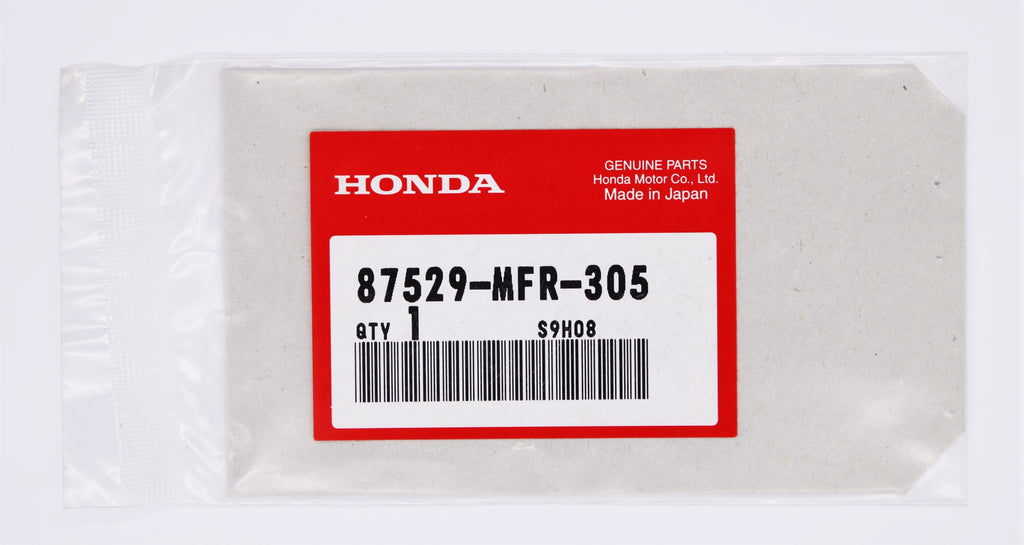 HONDA
GENUINE PARTS
Honda Motor Co., Ltd.
Made in Japan
87529-MFR-305
QTY 1 S9H08